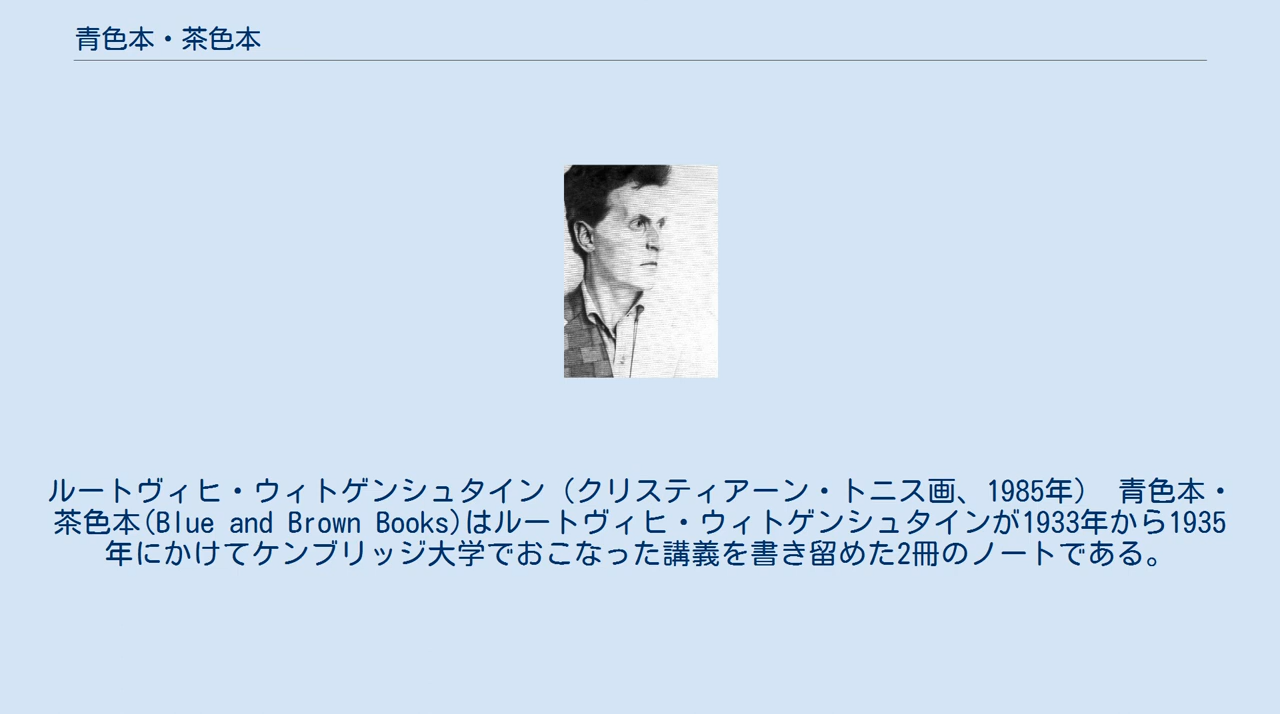 青色本・茶色本
ルートヴィヒ・ウィトゲンシュタイン（クリスティアーン・トニス画、1985年）　青色本・
茶色本(Blue and Brown Books)はルートヴィヒ・ウィトゲンシュタインが1933年から1935
年にかけてケンブリッジ大学でおこなった講義を書き留めた2冊のノートである。